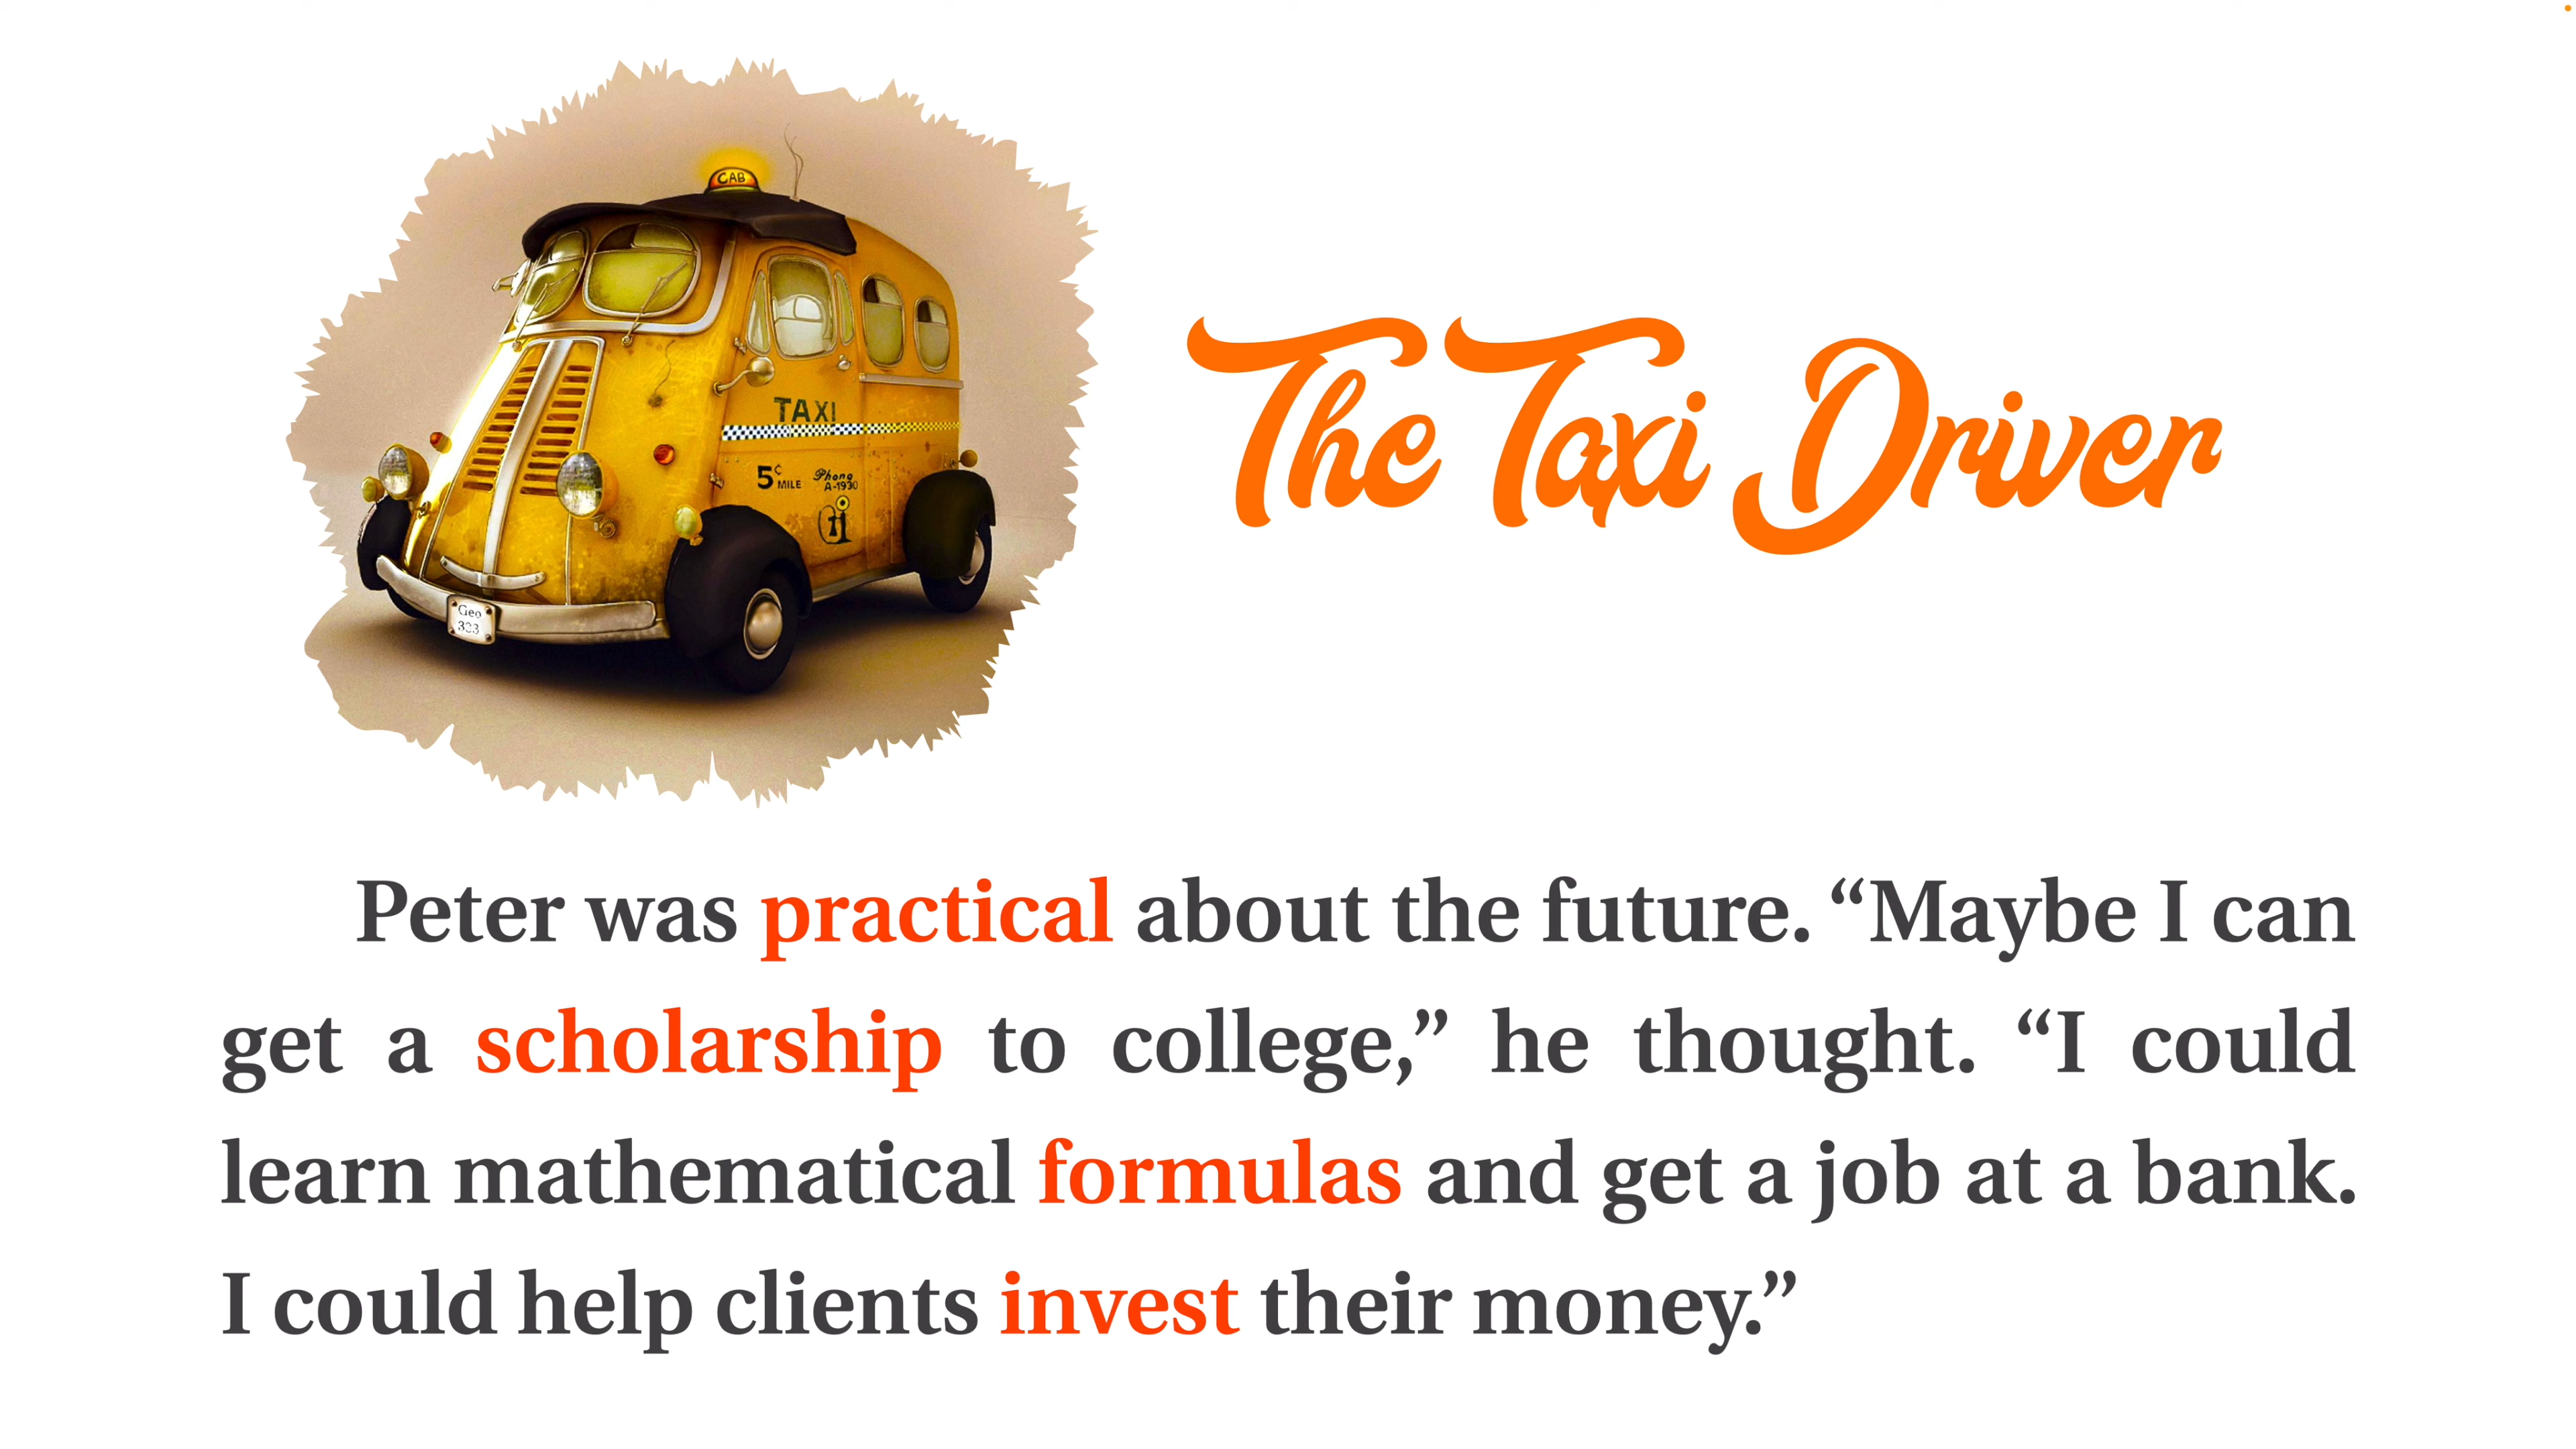 CAB
The Taxi Driver
TAXI
5¢ MILE
Phone
A-1930
Geo
323
Peter was practical about the future. “Maybe I can
get a scholarship to college,” he thought. “I could
learn mathematical formulas and get a job at a bank.
I could help clients invest their money.”